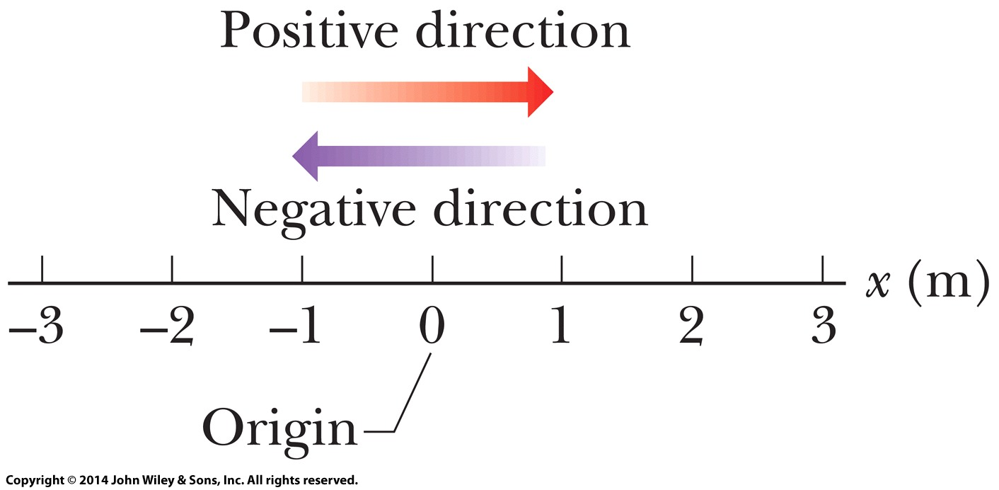 Positive direction
Negative direction
x (m)
–3 –2 –1 0 1 2 3
Origin
Copyright © 2014 John Wiley & Sons, Inc. All rights reserved.